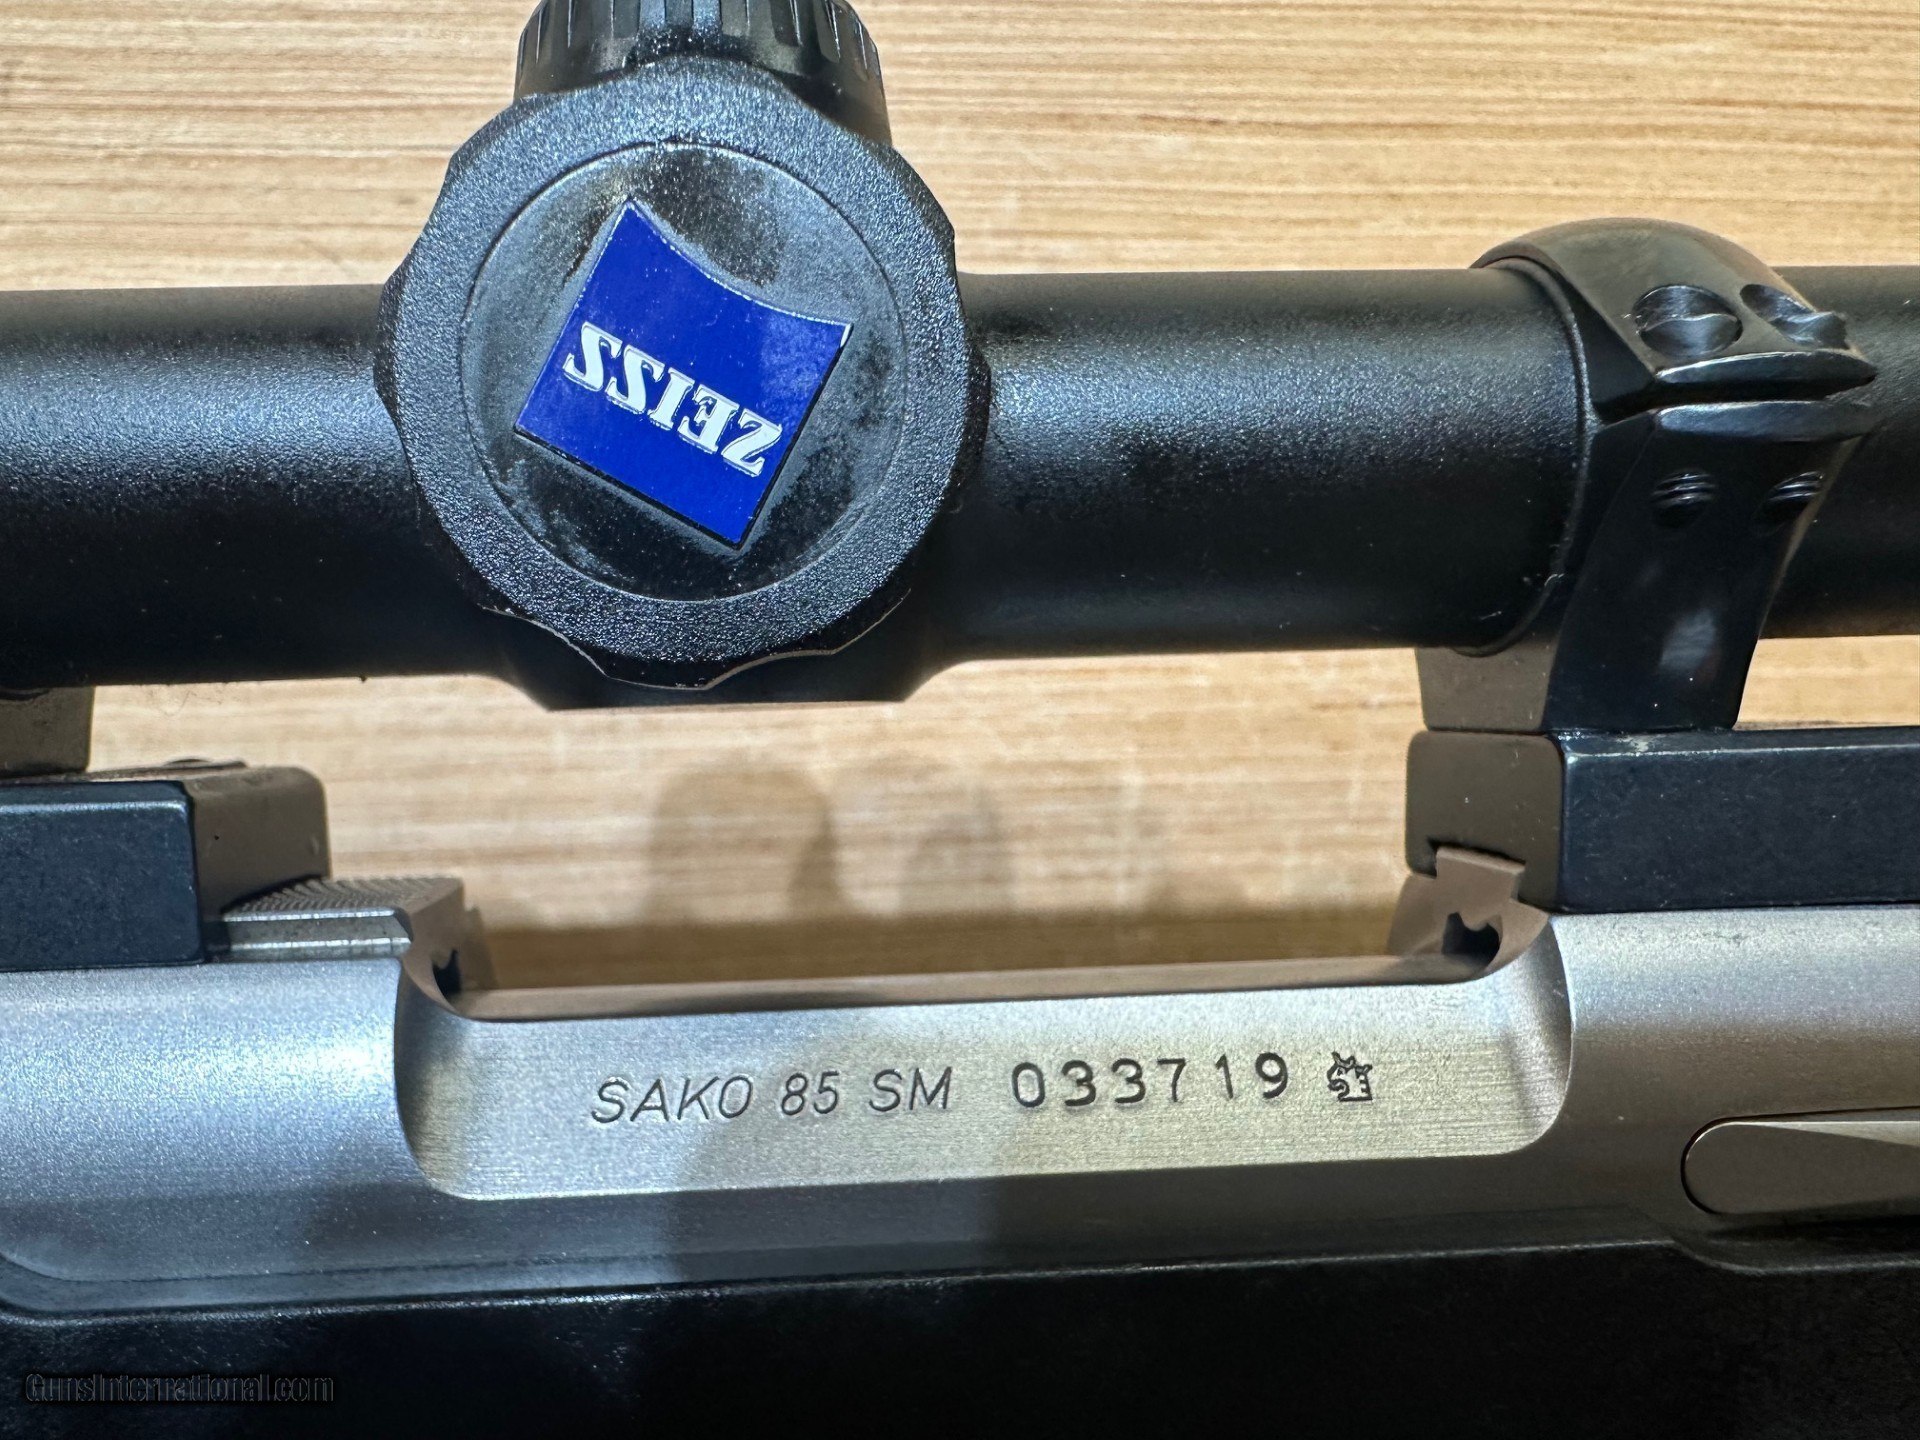 ZEISS
SAKO 85 SM 033719
GunsInternational.com